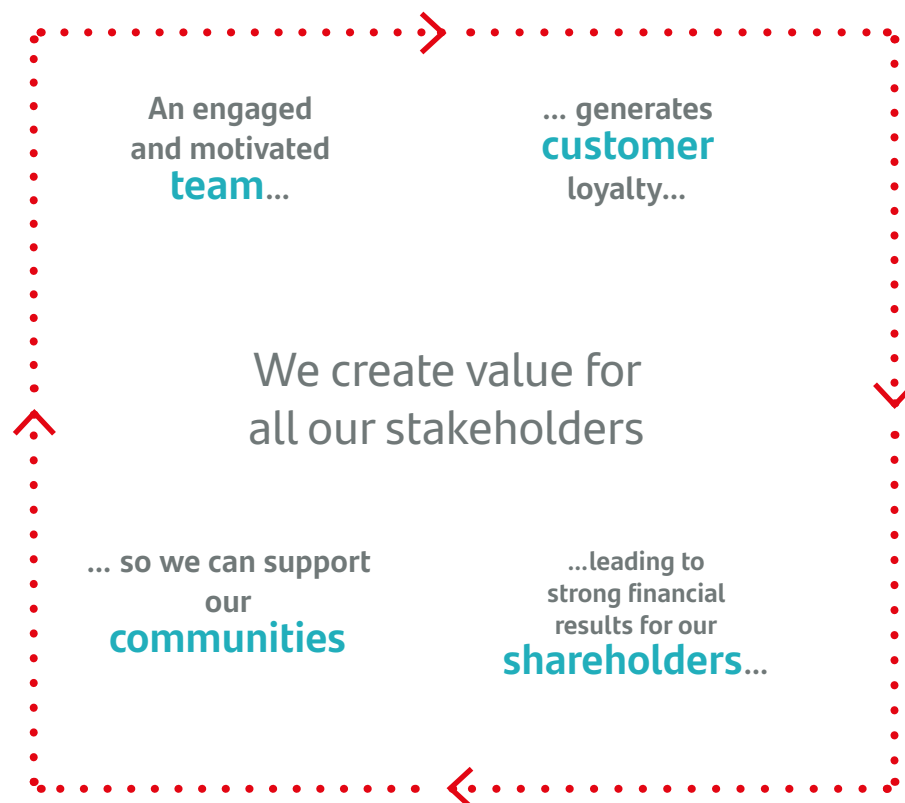 An engaged
and motivated
team...
... generates
customer
loyalty...
We create value for
all our stakeholders
...leading to
strong financial
results for our
shareholders...
... so we can support
our
communities